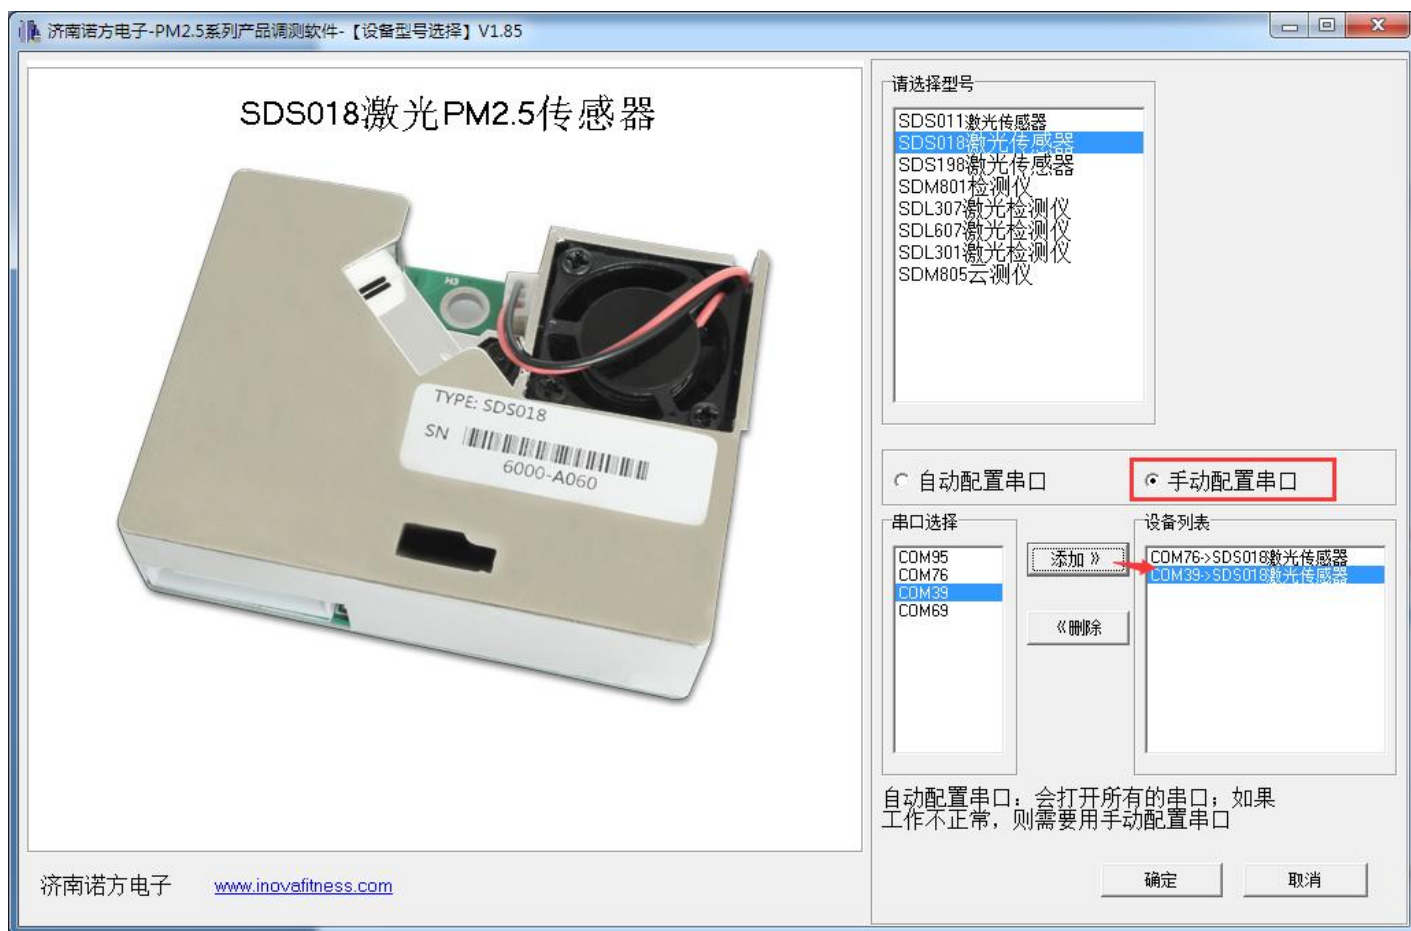 济南诺方电子-PM2.5系列产品调测软件-【设备型号选择】V1.85
SDS018激光PM2.5传感器
TYPE: SDS018
SN
6000-A060
H3
济南诺方电子
www.inovafitness.com
请选择型号
SDS011激光传感器
SDS018激光传感器
SDS198激光传感器
SDM801检测仪
SDL307激光检测仪
SDL607激光检测仪
SDL301激光检测仪
SDM805云测仪
自动配置串口
手动配置串口
串口选择
COM95
COM76
COM39
COM69
添加》
《删除
设备列表
COM76->SDS018激光传感器
COM39->SDS018激光传感器
自动配置串口：会打开所有的串口；如果
工作不正常，则需要用手动配置串口
确定
取消